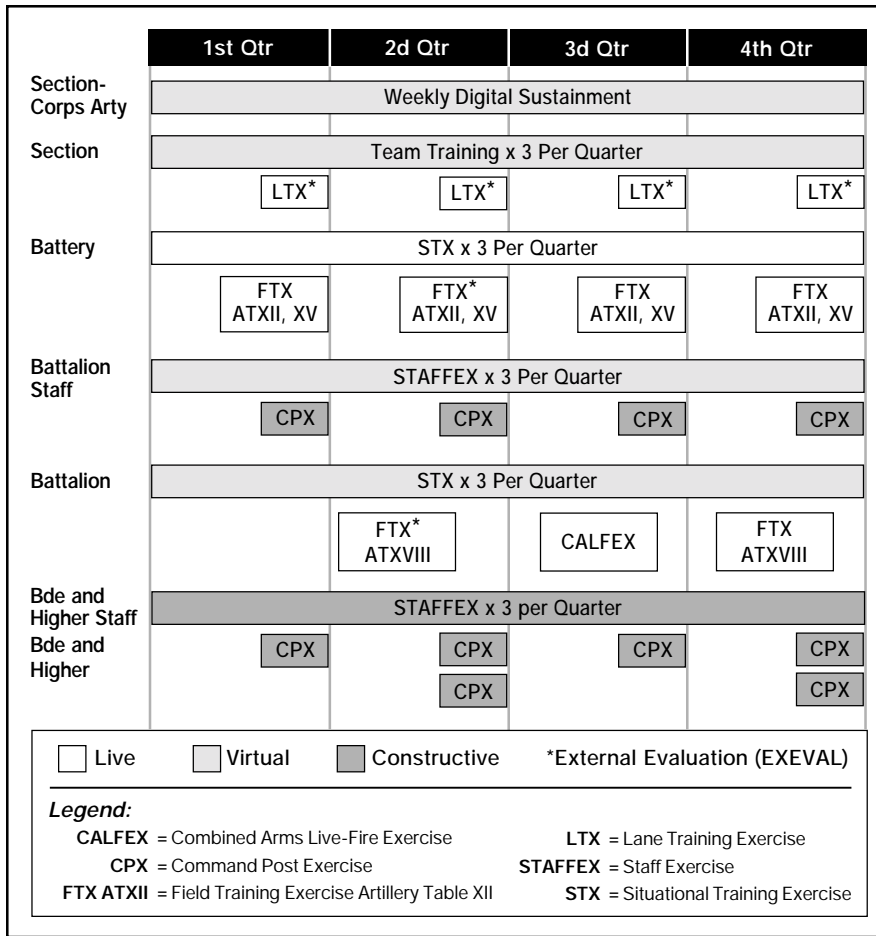 1st Qtr 2d Qtr 3d Qtr 4th Qtr
Section-
Corps Arty
Weekly Digital Sustainment
Section
Team Training x 3 Per Quarter
LTX* LTX* LTX* LTX*
Battery
STX x 3 Per Quarter
FTX FTX* FTX FTX
ATXII, XV ATXII, XV ATXII, XV ATXII, XV
Battalion
Staff
STAFFEX x 3 Per Quarter
CPX CPX CPX CPX
Battalion
STX x 3 Per Quarter
FTX* CALFEX FTX
ATXVIII ATXVIII
Bde and
Higher Staff
STAFFEX x 3 per Quarter
Bde and
Higher
CPX CPX CPX CPX
CPX CPX
Live Virtual Constructive *External Evaluation (EXEVAL)
Legend:
CALFEX = Combined Arms Live-Fire Exercise
CPX = Command Post Exercise
FTX ATXII = Field Training Exercise Artillery Table XII
LTX = Lane Training Exercise
STAFFEX = Staff Exercise
STX = Situational Training Exercise